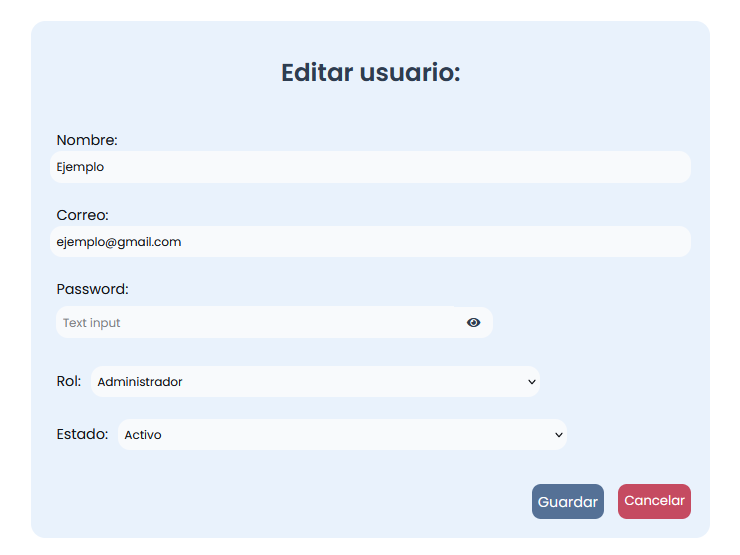 Editar usuario:
Nombre:
Ejemplo
Correo:
ejemplo@gmail.com
Password:
Text input
Rol: Administrador
Estado: Activo
Guardar Cancelar